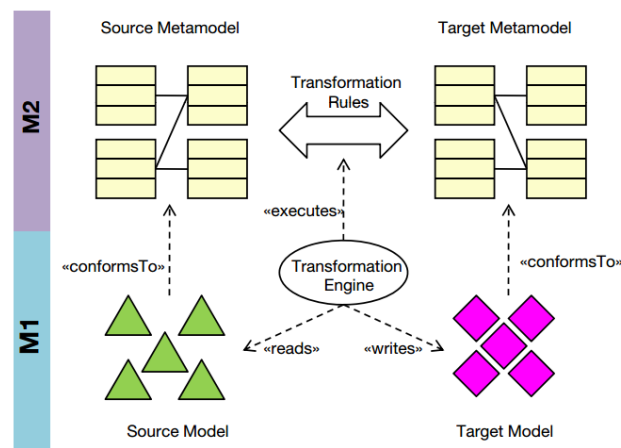 Source Metamodel
Target Metamodel
M2
Transformation
Rules
«executes»
«conformsTo»
«conformsTo»
M1
Transformation
Engine
«reads»
«writes»
Source Model
Target Model